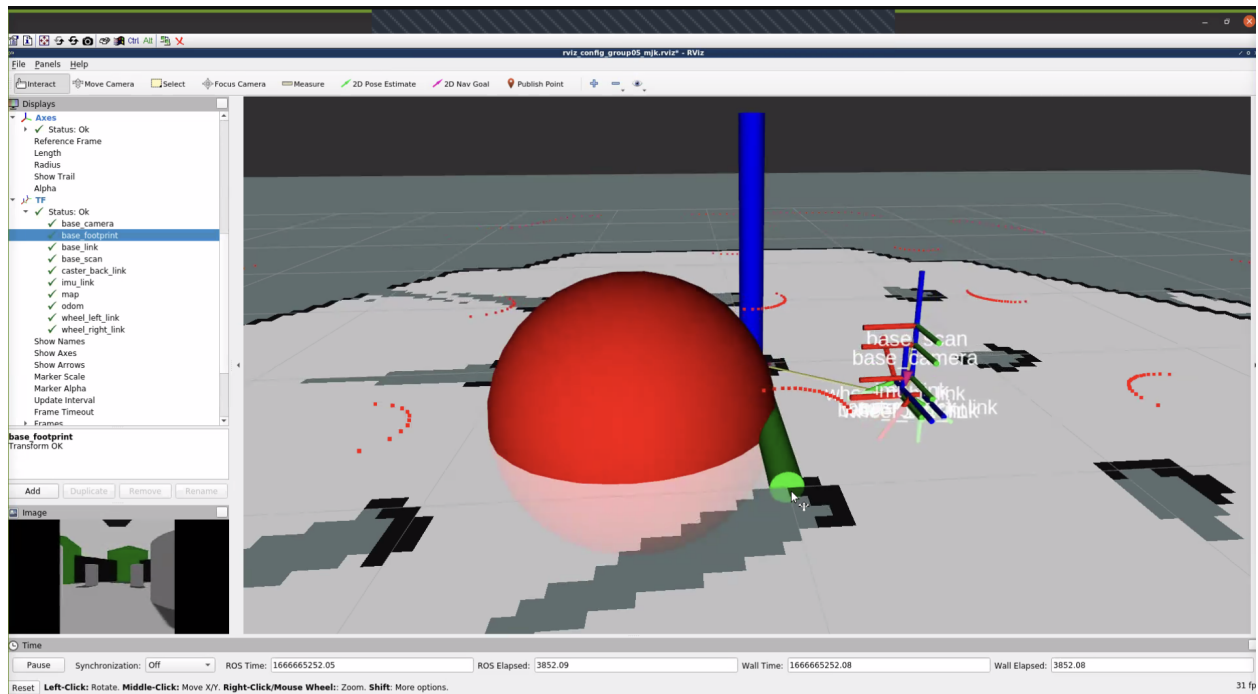 Ctrl Alt
rviz_config_group05_mjk.rviz* - RViz
File Panels Help
Interact Move Camera Select Focus Camera Measure 2D Pose Estimate 2D Nav Goal Publish Point
Displays
Axes
Status: Ok
Reference Frame
Length
Radius
Show Trail
Alpha
TF
Status: Ok
base_camera
base_footprint
base_link
base_scan
caster_back_link
imu_link
map
odom
wheel_left_link
wheel_right_link
Show Names
Show Axes
Show Arrows
Marker Scale
Marker Alpha
Update Interval
Frame Timeout
Frames
base_footprint
Transform OK
Add Duplicate Remove Rename
Image
base_scan
base_camera
Time
Pause Synchronization: Off ROS Time: 1666665252.05 ROS Elapsed: 3852.09 Wall Time: 1666665252.08 Wall Elapsed: 3852.08
Reset Left-Click: Rotate. Middle-Click: Move X/Y. Right-Click/Mouse Wheel:: Zoom. Shift: More options. 31 fp